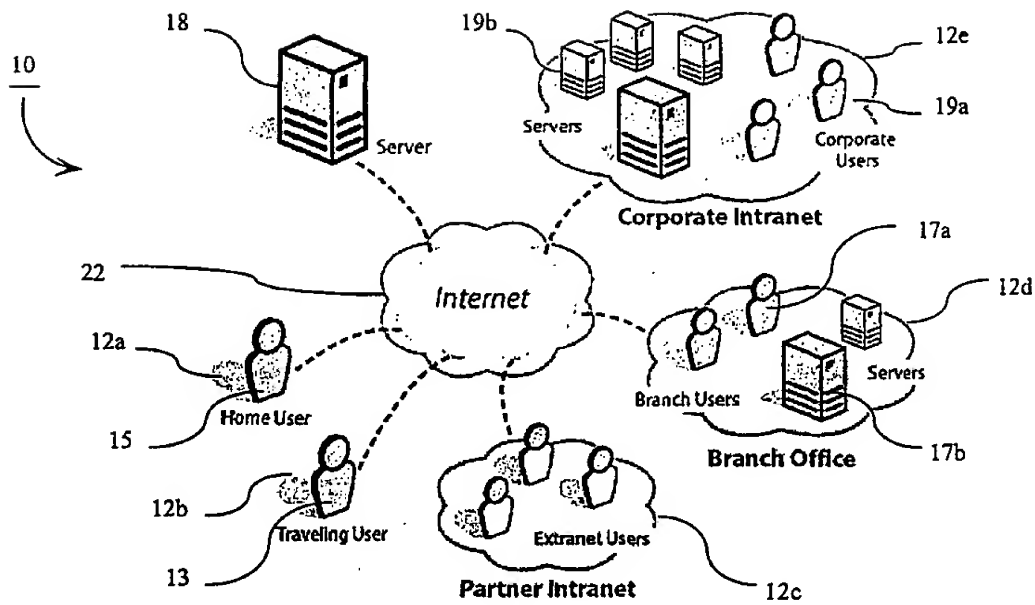 18
19b
12e
10
19a
Server
Servers
Corporate
Users
Corporate Intranet
17a
22
Internet
12d
12a
Servers
Branch Users
Home User
15
Branch Office
17b
12b
Traveling User
Extranet Users
13
Partner Intranet
12c